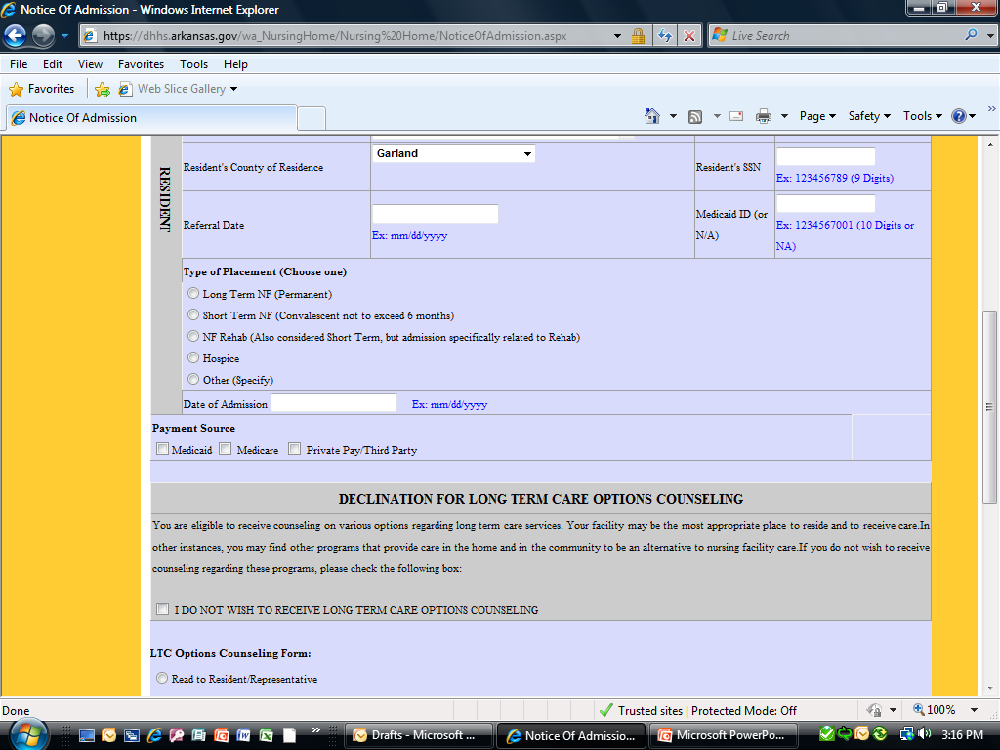 Notice Of Admission - Windows Internet Explorer
https://dhhs.arkansas.gov/wa_NursingHome/Nursing%20Home/NoticeOfAdmission.aspx
Live Search
File Edit View Favorites Tools Help
Favorites Web Slice Gallery
Notice Of Admission
Page Safety Tools »
RESIDENT
Resident's County of Residence Garland Resident's SSN
Ex: 123456789 (9 Digits)
Referral Date
Ex: mm/dd/yyyy
Medicaid ID (or
N/A)
Ex: 1234567001 (10 Digits or
NA)
Type of Placement (Choose one)
Long Term NF (Permanent)
Short Term NF (Convalescent not to exceed 6 months)
NF Rehab (Also considered Short Term, but admission specifically related to Rehab)
Hospice
Other (Specify)
Date of Admission Ex: mm/dd/yyyy
Payment Source
Medicaid Medicare Private Pay/Third Party
DECLINATION FOR LONG TERM CARE OPTIONS COUNSELING
You are eligible to receive counseling on various options regarding long term care services. Your facility may be the most appropriate place to reside and to receive care.In
other instances, you may find other programs that provide care in the home and in the community to be an alternative to nursing facility care.If you do not wish to receive
counseling regarding these programs, please check the following box:
I DO NOT WISH TO RECEIVE LONG TERM CARE OPTIONS COUNSELING
LTC Options Counseling Form:
Read to Resident/Representative
Done Trusted sites | Protected Mode: Off 100%
» Drafts - Microsoft ... Notice Of Admissio... Microsoft PowerPo... 3:16 PM